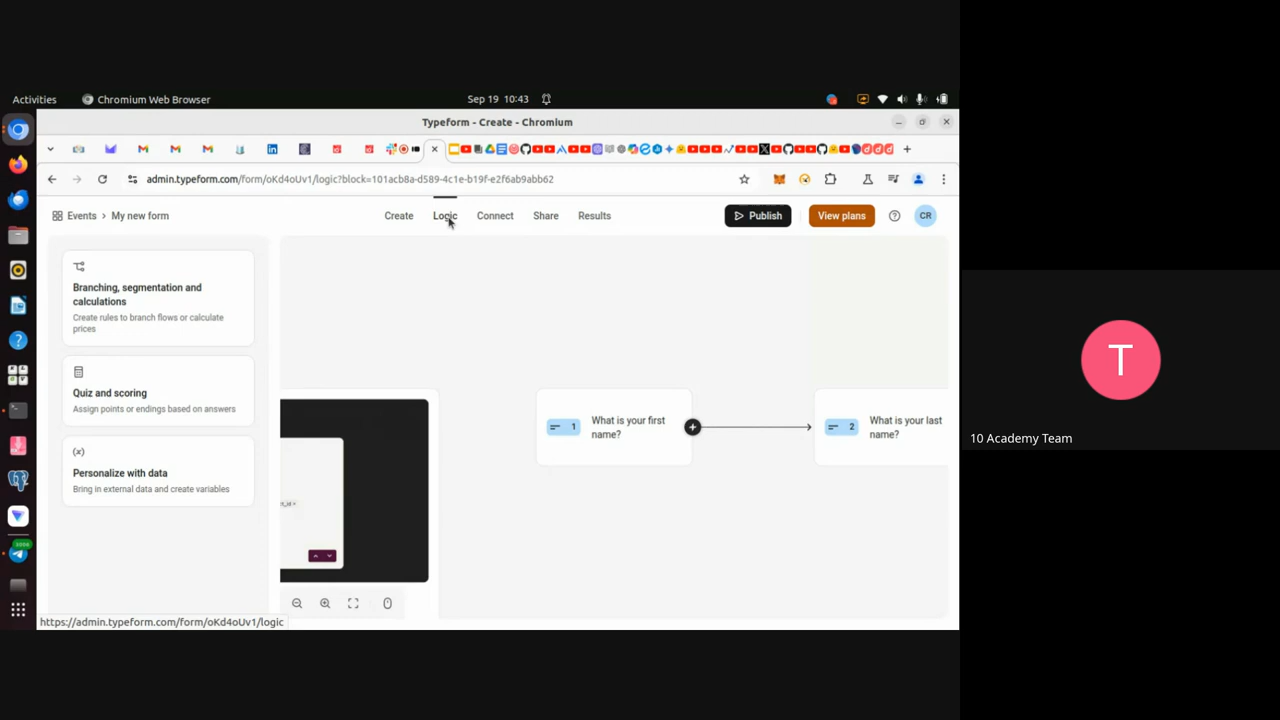 Activities
Chromium Web Browser
Sep 19 10:43
Typeform - Create - Chromium
admin.typeform.com/form/oKd4oUv1/logic?block=101acb8a-d589-4c1e-b19f-e2f6ab9abb62
Events > My new form
Create
Logic
Connect
Share
Results
Publish
View plans
CR
Branching, segmentation and
calculations
Create rules to branch flows or calculate
prices
Quiz and scoring
Assign points or endings based on answers
(x)
Personalize with data
Bring in external data and create variables
1
What is your first
name?
2
What is your last
name?
https://admin.typeform.com/form/oKd4oUv1/logic
T
10 Academy Team